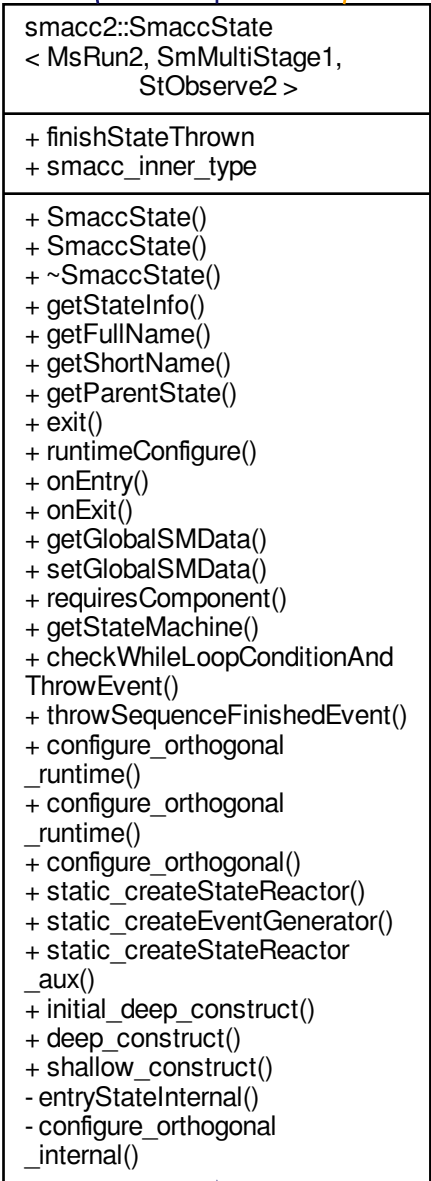 smacc2::SmaccState
< MsRun2, SmMultiStage1,
StObserve2 >
+ finishStateThrown
+ smacc_inner_type
+ SmaccState()
+ SmaccState()
+ ~SmaccState()
+ getStateInfo()
+ getFullName()
+ getShortName()
+ getParentState()
+ exit()
+ runtimeConfigure()
+ onEntry()
+ onExit()
+ getGlobalSMData()
+ setGlobalSMData()
+ requiresComponent()
+ getStateMachine()
+ checkWhileLoopConditionAnd
ThrowEvent()
+ throwSequenceFinishedEvent()
+ configure_orthogonal
_runtime()
+ configure_orthogonal
_runtime()
+ configure_orthogonal()
+ static_createStateReactor()
+ static_createEventGenerator()
+ static_createStateReactor
_aux()
+ initial_deep_construct()
+ deep_construct()
+ shallow_construct()
- entryStateInternal()
- configure_orthogonal
_internal()